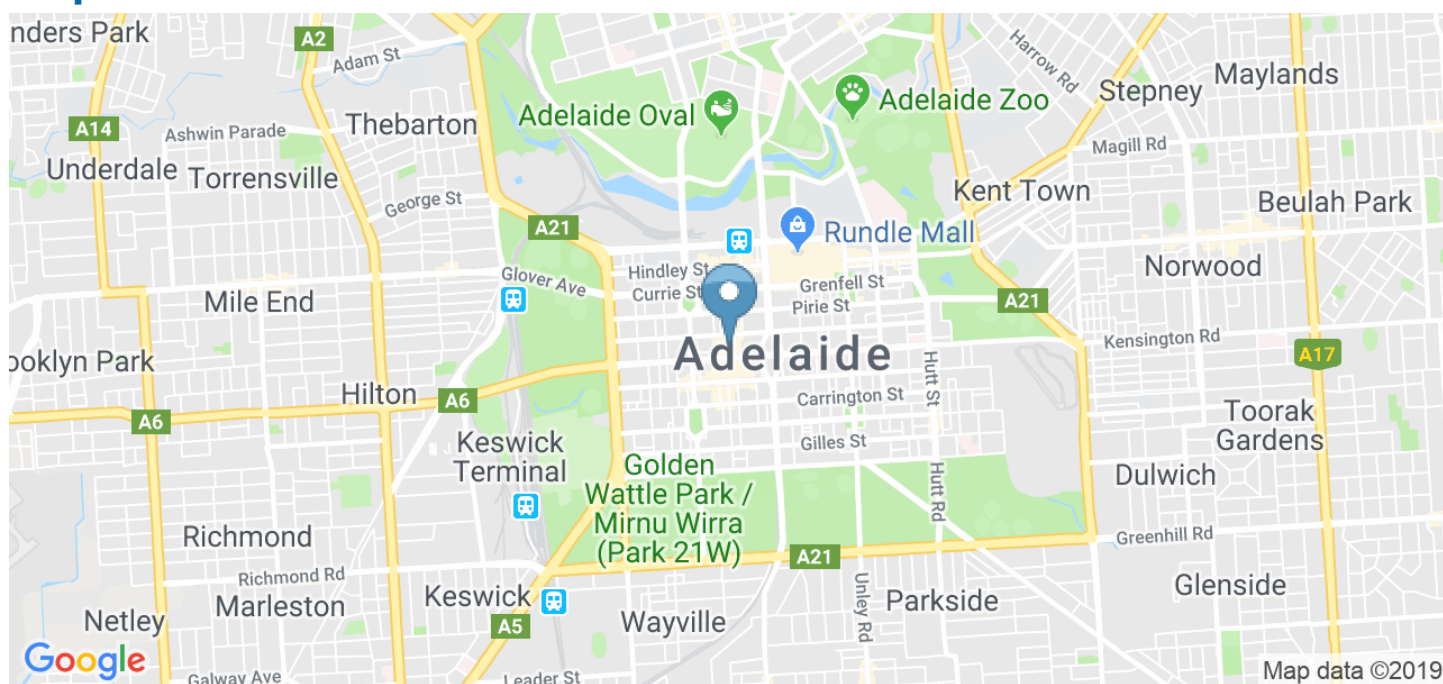 nders Park
A2
Adam St
Harrow Rd
Maylands
Stepney
Adelaide Zoo
Adelaide Oval
A14
Ashwin Parade
Thebarton
Magill Rd
Underdale
Torrensville
George St
Kent Town
Beulah Park
A21
Rundle Mall
Hindley St
Glover Ave
Currie St
Grenfell St
Pirie St
Norwood
Mile End
A21
Kensington Rd
ooklyn Park
Adelaide
A17
Hutt St
Hilton
A6
A6
Carrington St
Toorak
Gardens
Keswick
Terminal
Gilles St
Golden
Wattle Park /
Mirnu Wirra
(Park 21W)
Hutt Rd
Dulwich
Richmond
Greenhill Rd
A21
Richmond Rd
Marleston
Keswick
Unley Rd
Parkside
Glenside
Netley
A5
Wayville
Google
Galway Ave
Leader St
Map data ©2019